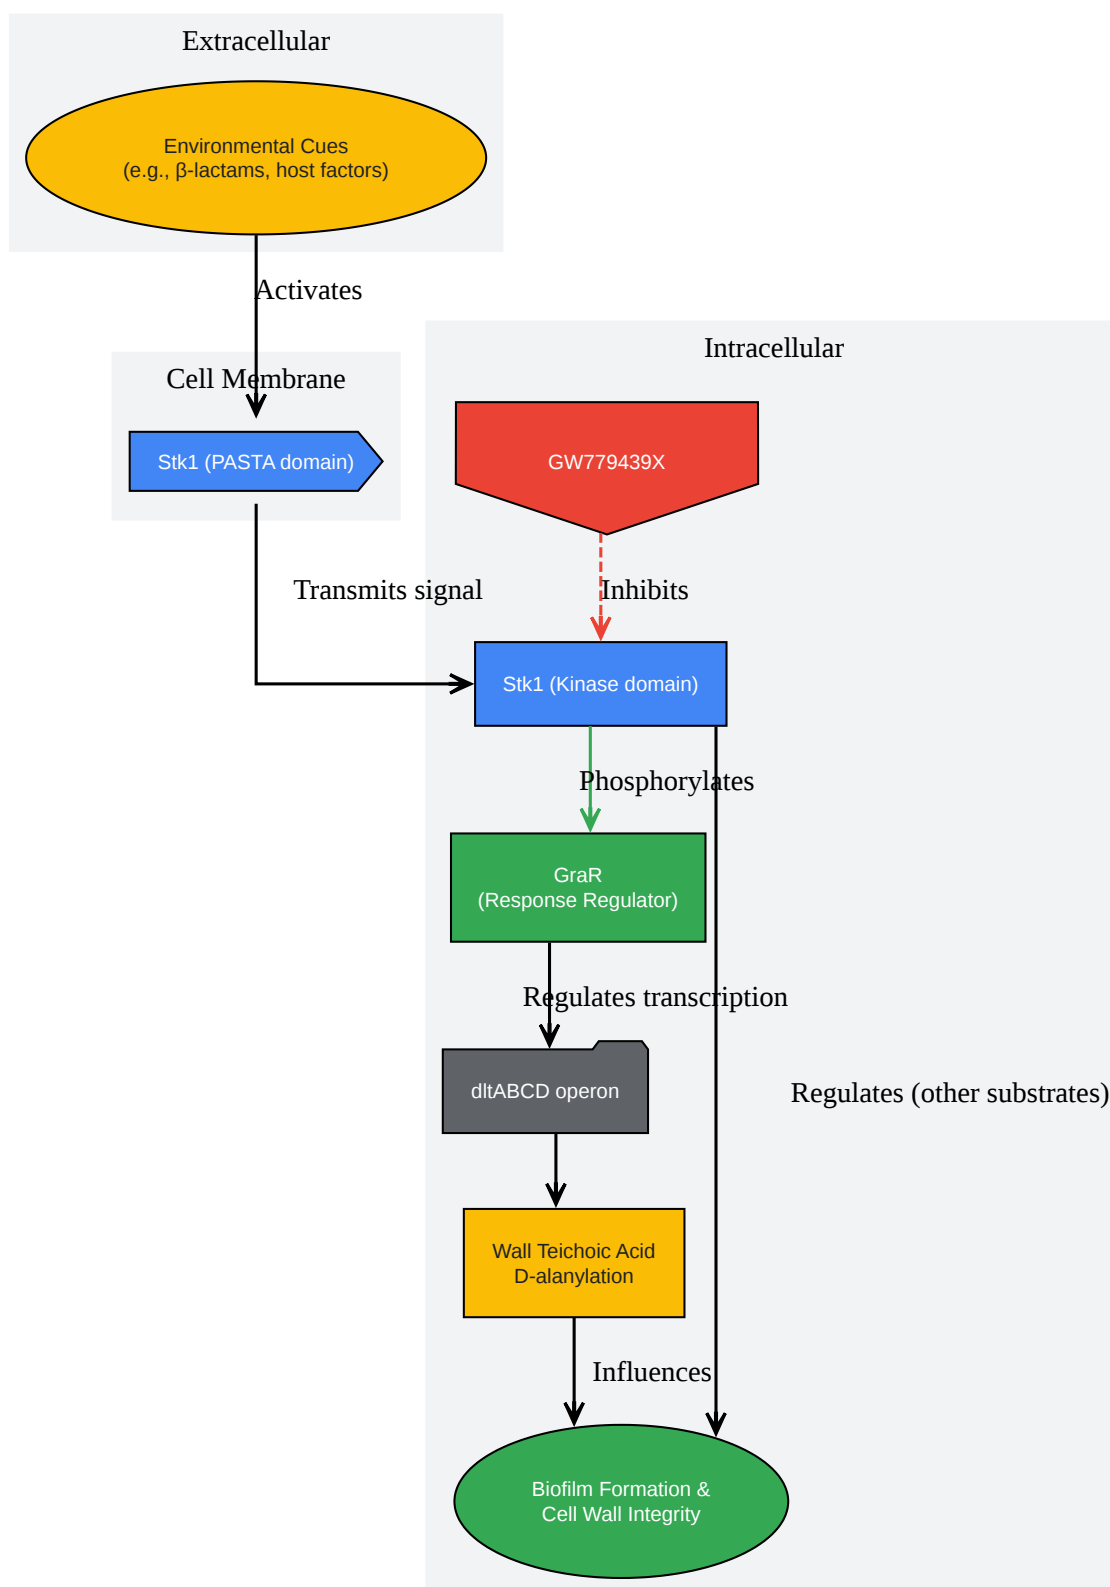 Extracellular
Environmental Cues
(e.g., β-lactams, host factors)
Activates
Cell Membrane
Stk1 (PASTA domain)
Intracellular
GW779439X
Transmits signal
Inhibits
Stk1 (Kinase domain)
Phosphorylates
GraR
(Response Regulator)
Regulates transcription
dltABCD operon
Regulates (other substrates)
Wall Teichoic Acid
D-alanylation
Influences
Biofilm Formation &
Cell Wall Integrity